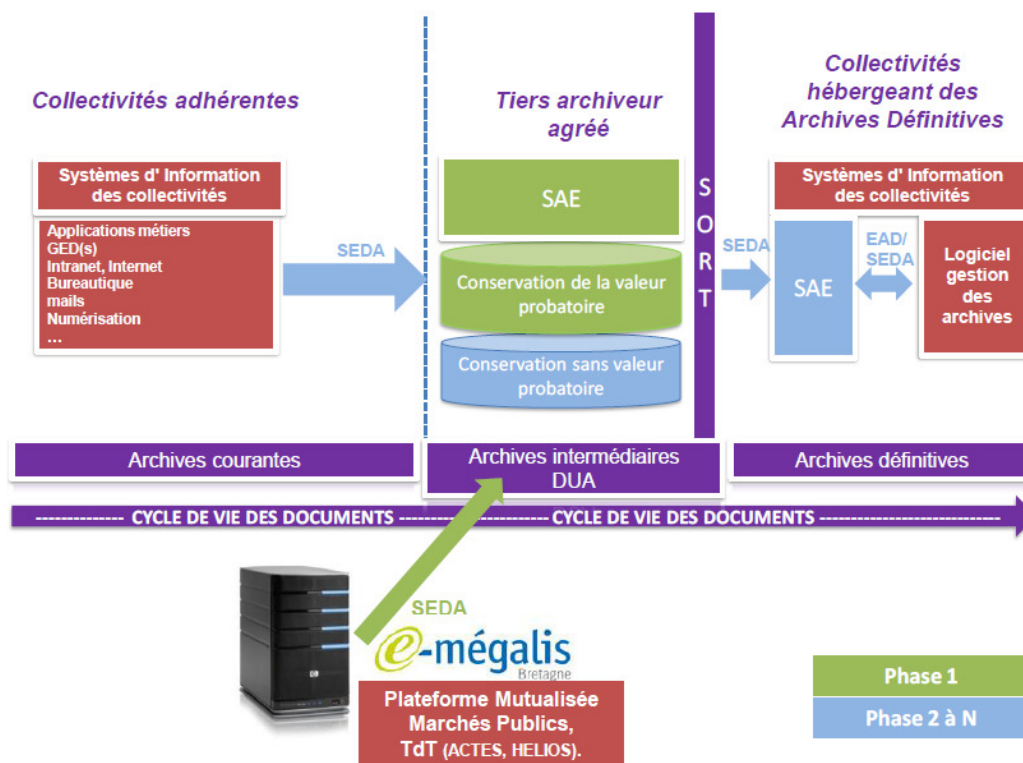 Collectivités adhérentes
Tiers archiveur
agréé
Collectivités
hébergeant des
Archives Définitives
Systèmes d' Information
des collectivités
Applications métiers
GED(s)
Intranet, Internet
Bureautique
mails
Numérisation
...
SEDA
SAE
Conservation de la valeur
probatoire
Conservation sans valeur
probatoire
S
O
R
T
SEDA
Systèmes d' Information
des collectivités
SAE
EAD/
SEDA
Logiciel
gestion
des
archives
Archives courantes
Archives intermédiaires
DUA
Archives définitives
-------------- CYCLE DE VIE DES DOCUMENTS ------------------------- CYCLE DE VIE DES DOCUMENTS -----------------------------
SEDA
e-mégalis
Bretagne
Plateforme Mutualisée
Marchés Publics,
TdT (ACTES, HELIOS).
Phase 1
Phase 2 à N